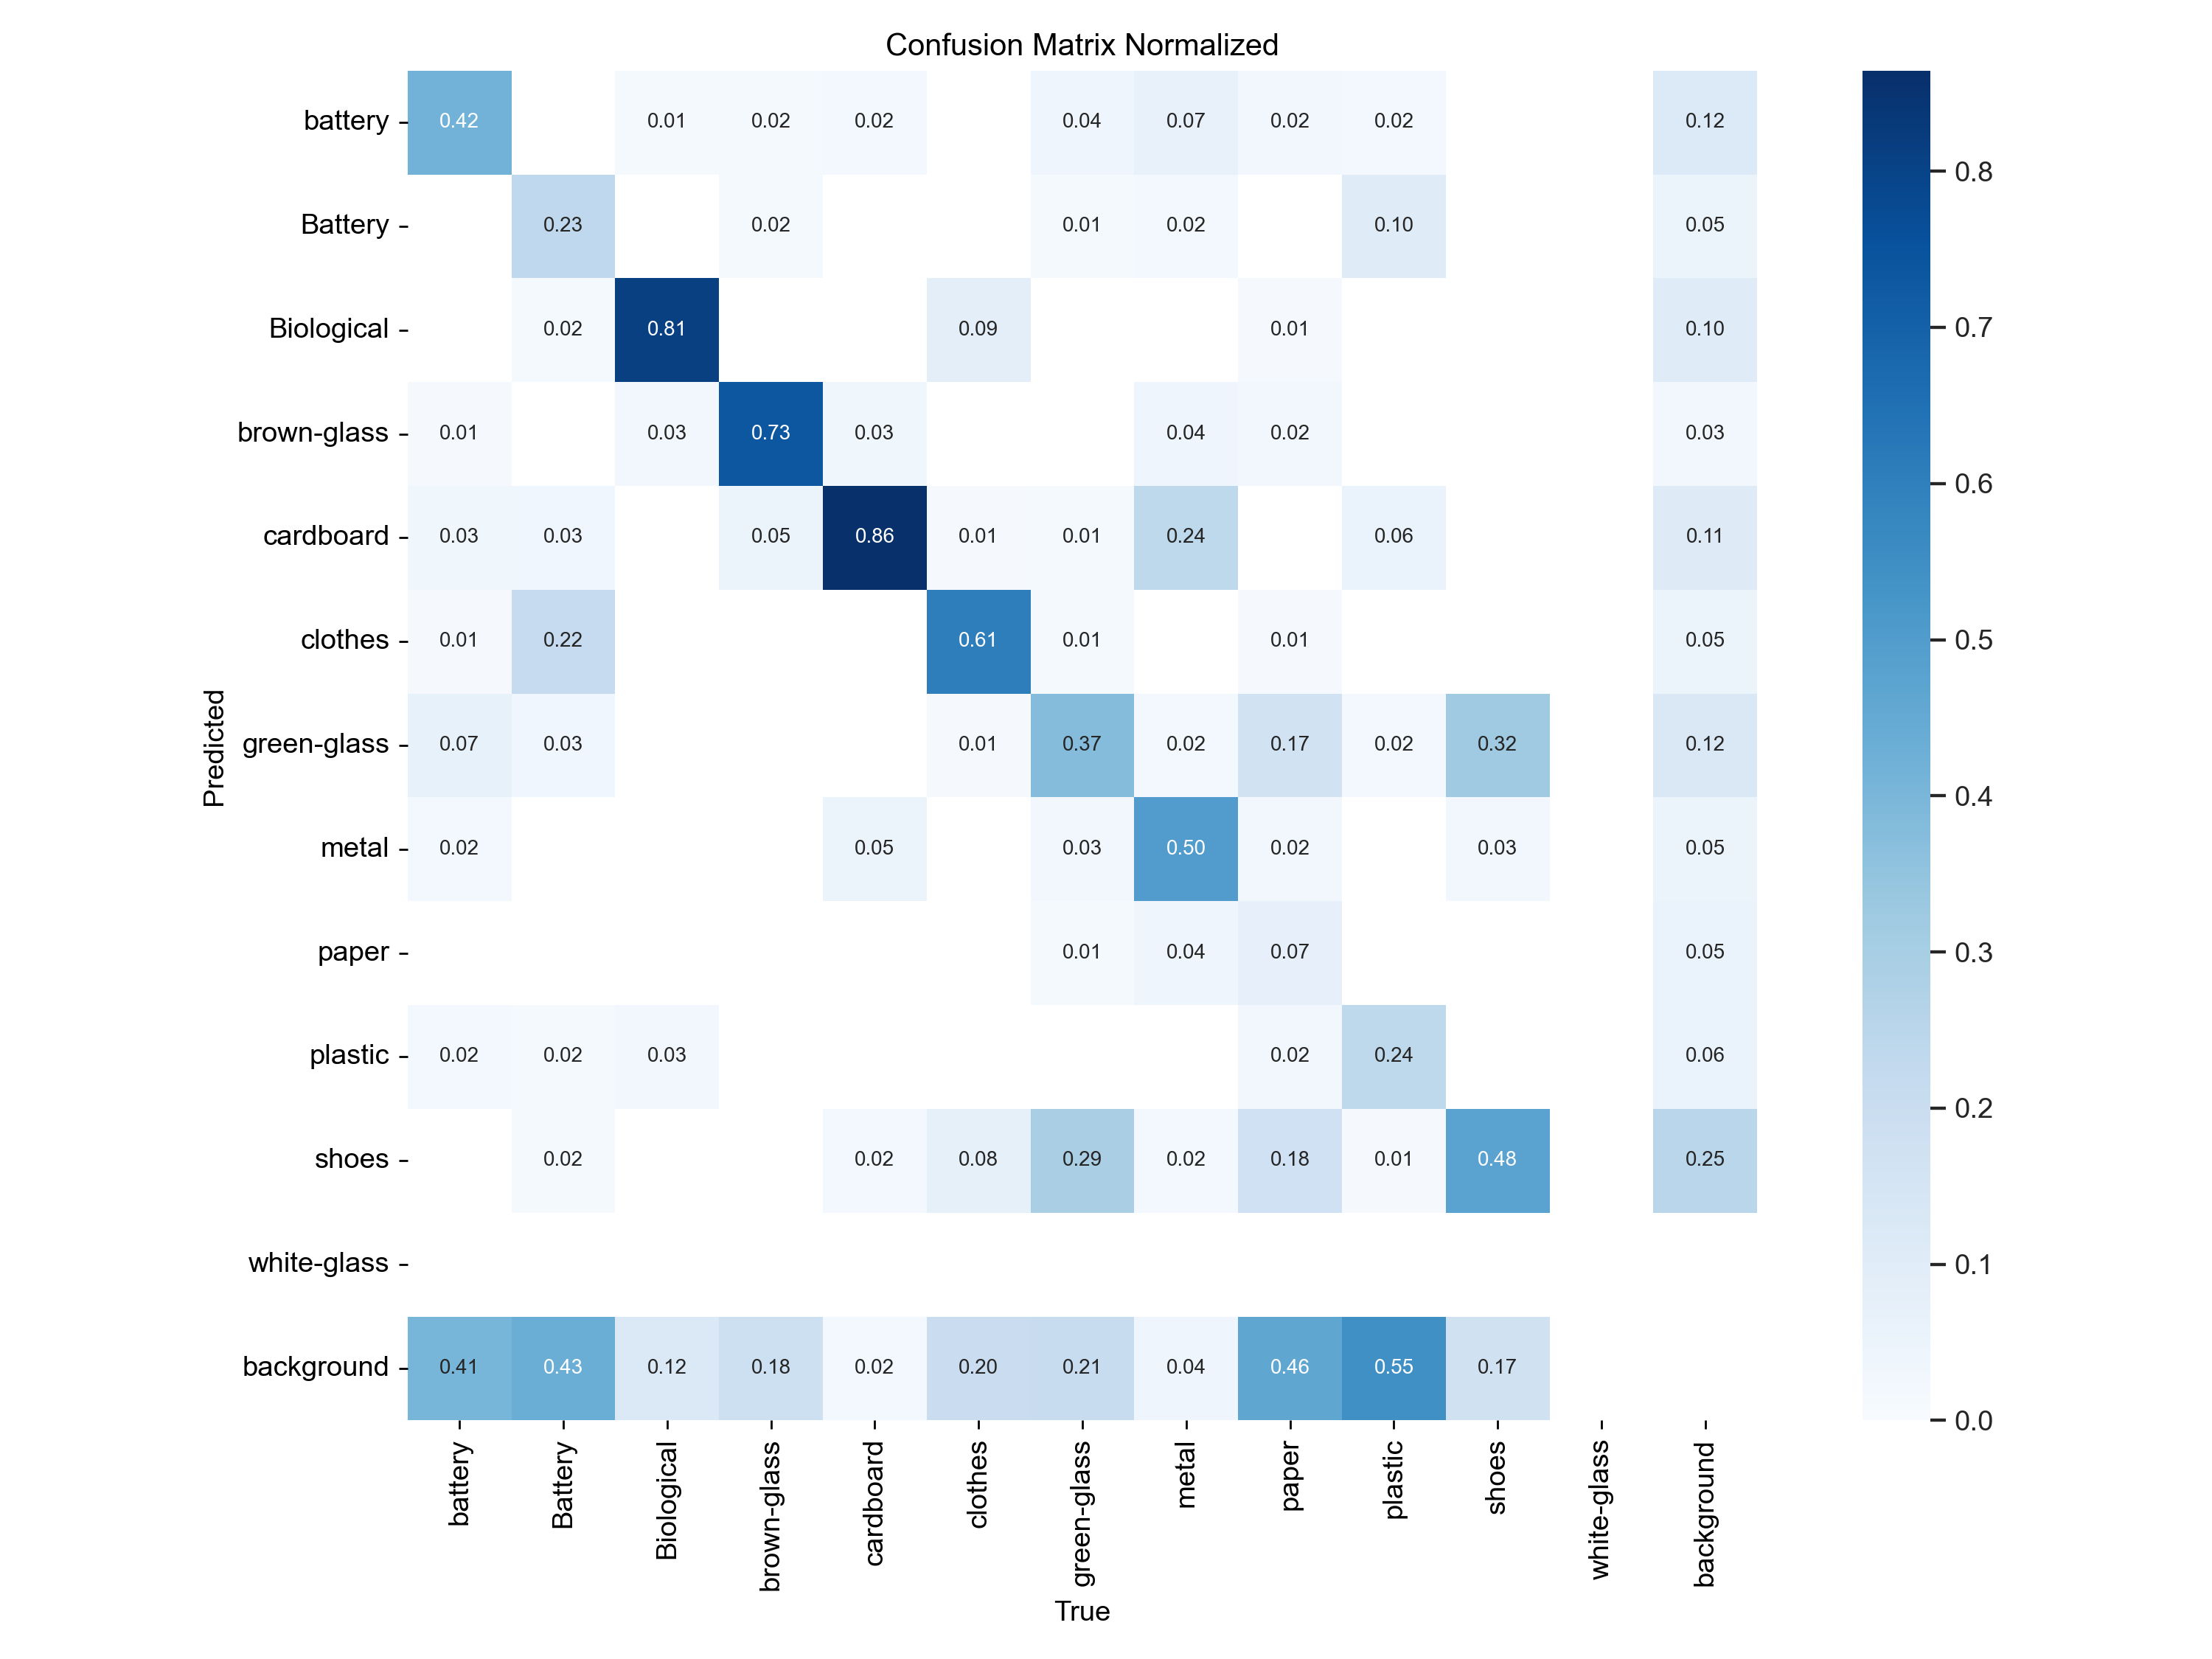 Confusion Matrix Normalized
battery 0.42 0.01 0.02 0.02 0.04 0.07 0.02 0.02 0.12
Battery 0.23 0.02 0.01 0.02 0.10 0.05
Biological 0.02 0.81 0.09 0.01 0.10
brown-glass 0.01 0.03 0.73 0.03 0.04 0.02 0.03
cardboard 0.03 0.03 0.05 0.86 0.01 0.01 0.24 0.06 0.11
clothes 0.01 0.22 0.61 0.01 0.01 0.05
green-glass 0.07 0.03 0.01 0.37 0.02 0.17 0.02 0.32 0.12
metal 0.02 0.05 0.03 0.50 0.02 0.03 0.05
paper 0.01 0.04 0.07 0.05
plastic 0.02 0.02 0.03 0.02 0.24 0.06
shoes 0.02 0.02 0.08 0.29 0.02 0.18 0.01 0.48 0.25
white-glass
background 0.41 0.43 0.12 0.18 0.02 0.20 0.21 0.04 0.46 0.55 0.17
Predicted
battery Battery Biological brown-glass cardboard clothes green-glass metal paper plastic shoes white-glass background
True
0.8
0.7
0.6
0.5
0.4
0.3
0.2
0.1
0.0